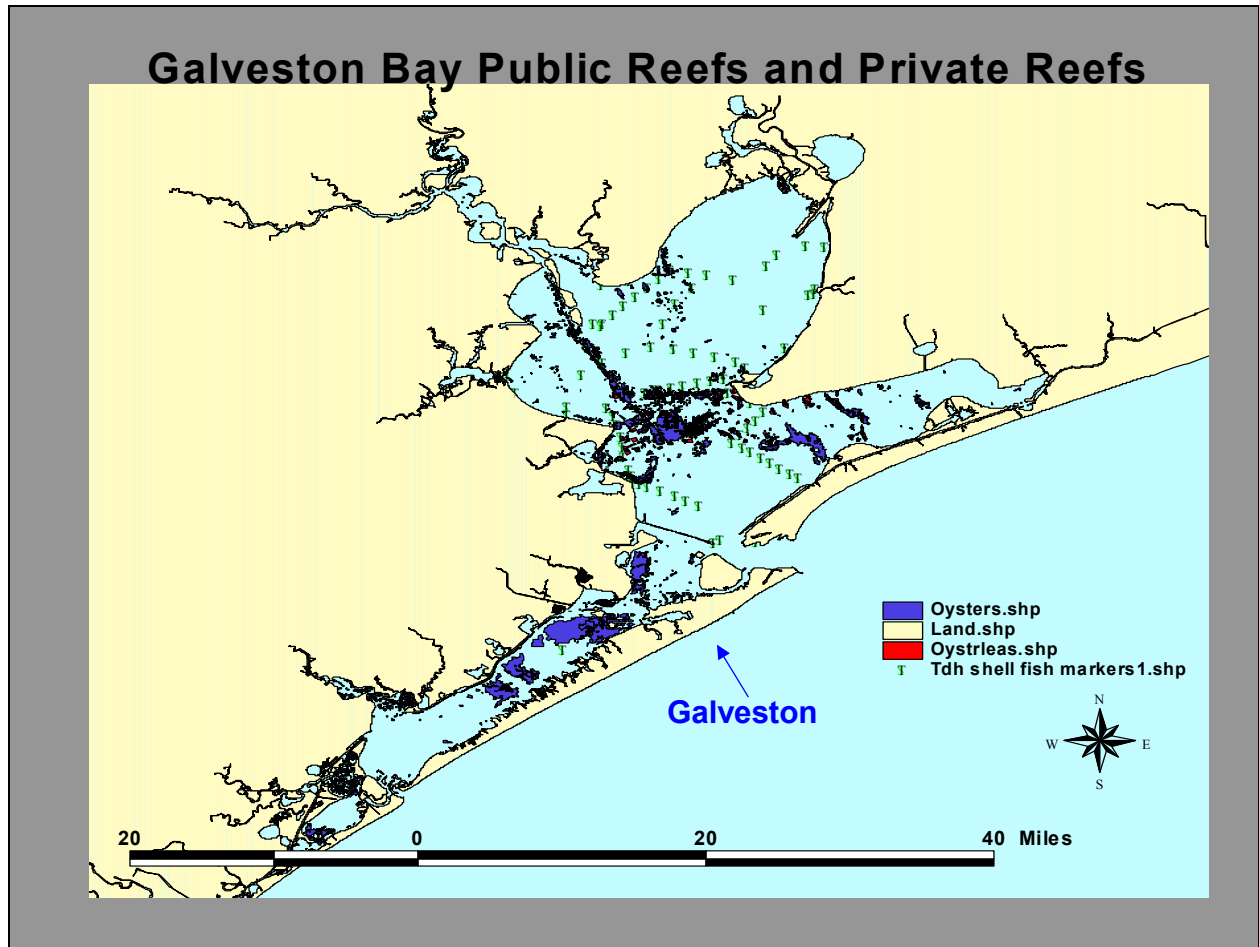 Galveston Bay Public Reefs and Private Reefs
Oysters.shp
Land.shp
Oystrleas.shp
T Tdh shell fish markers1.shp
Galveston
N
W E
S
20 0 20 40 Miles